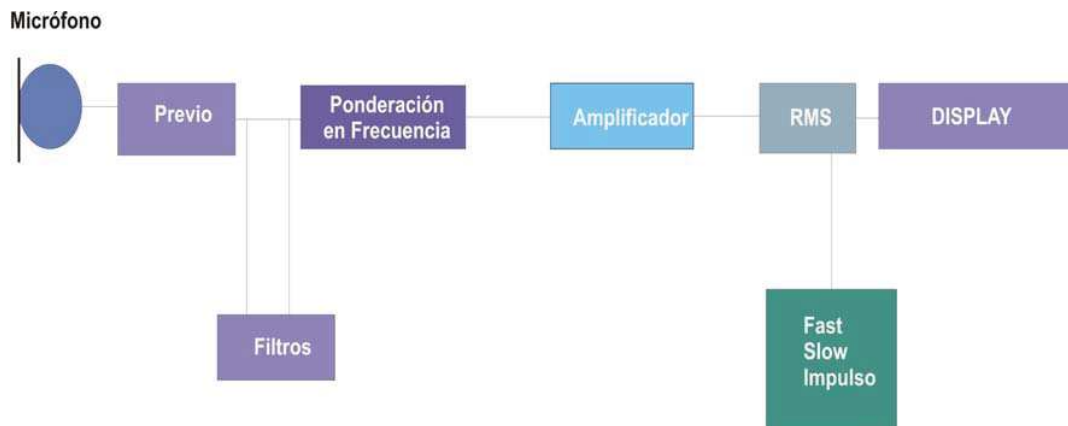 Micrófono
Previo
Ponderación
en Frecuencia
Amplificador
RMS
DISPLAY
Filtros
Fast
Slow
Impulso